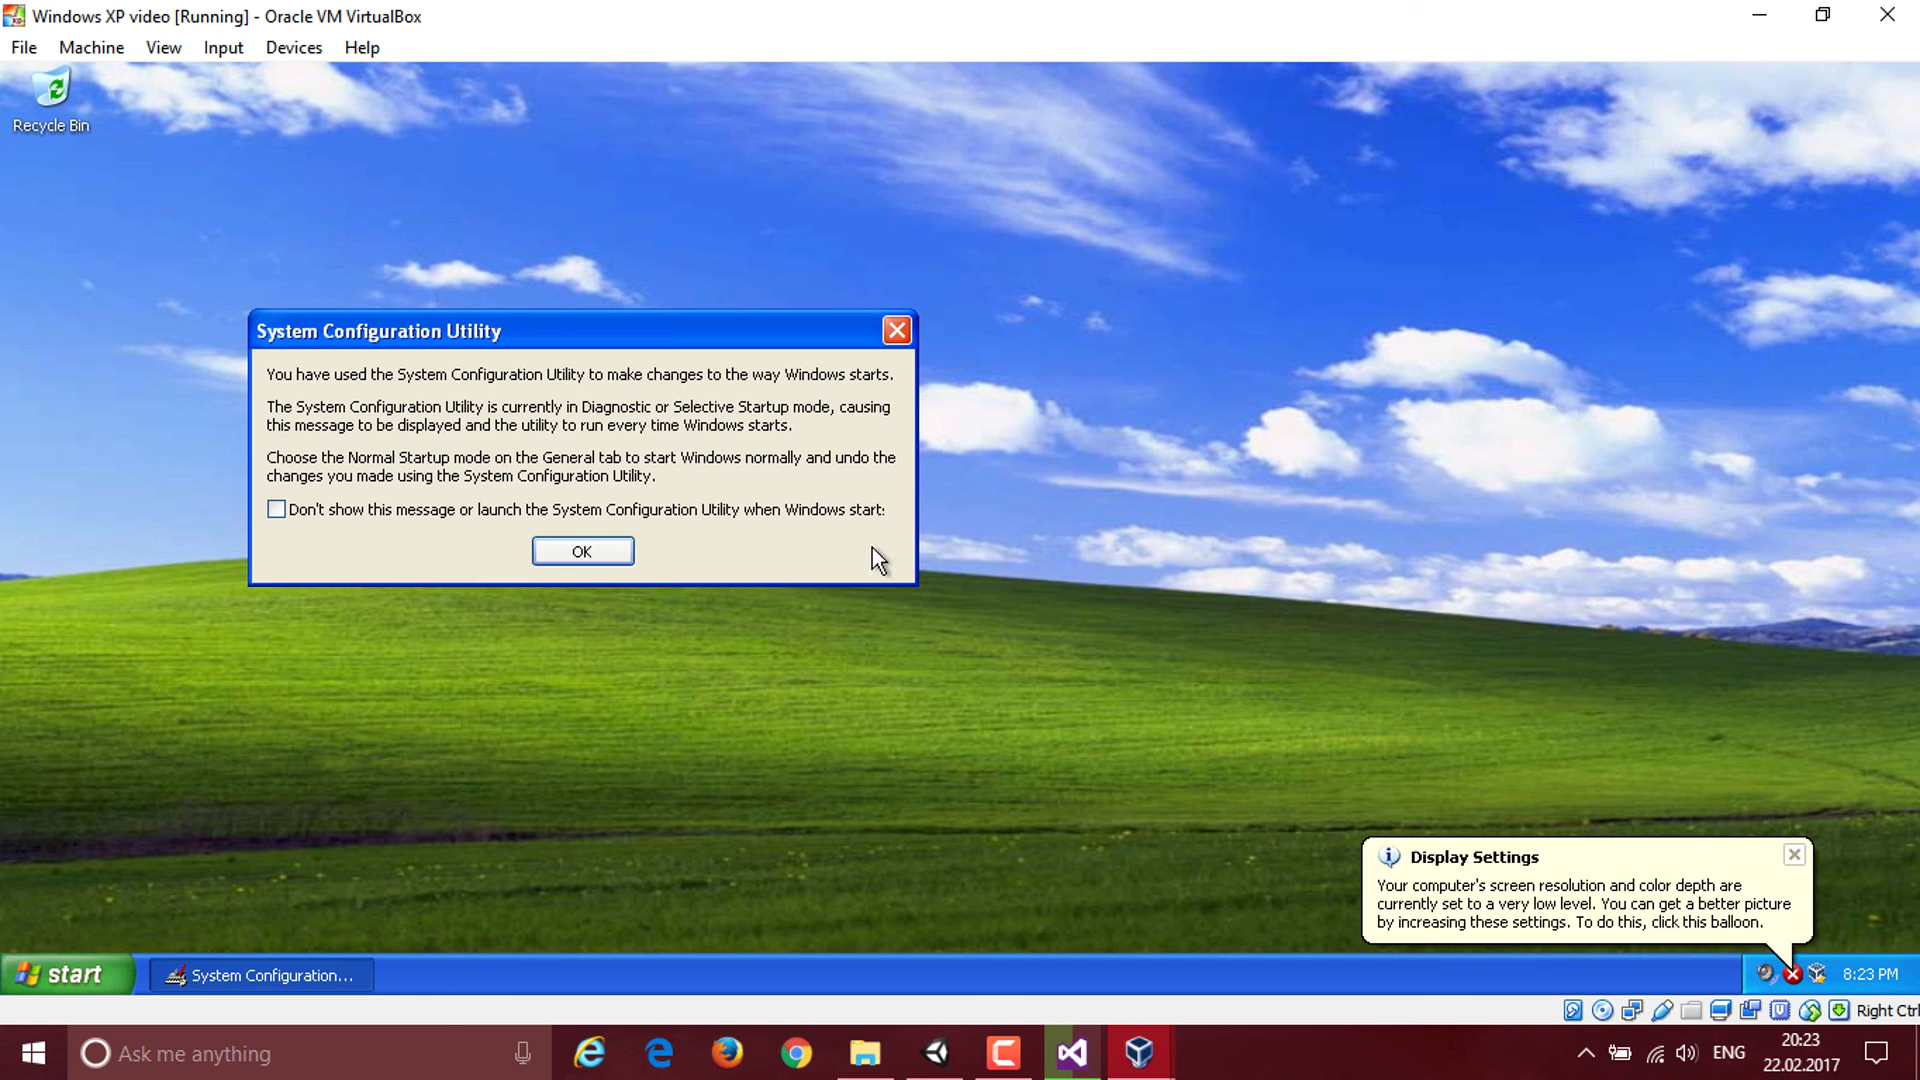 Windows XP video [Running] - Oracle VM VirtualBox
File Machine View Input Devices Help
Recycle Bin
System Configuration Utility
You have used the System Configuration Utility to make changes to the way Windows starts.
The System Configuration Utility is currently in Diagnostic or Selective Startup mode, causing
this message to be displayed and the utility to run every time Windows starts.
Choose the Normal Startup mode on the General tab to start Windows normally and undo the
changes you made using the System Configuration Utility.
Don't show this message or launch the System Configuration Utility when Windows start:
OK
Display Settings
Your computer's screen resolution and color depth are
currently set to a very low level. You can get a better picture
by increasing these settings. To do this, click this balloon.
start
System Configuration...
8:23 PM
Right Ctrl
Ask me anything
ENG
20:23
22.02.2017